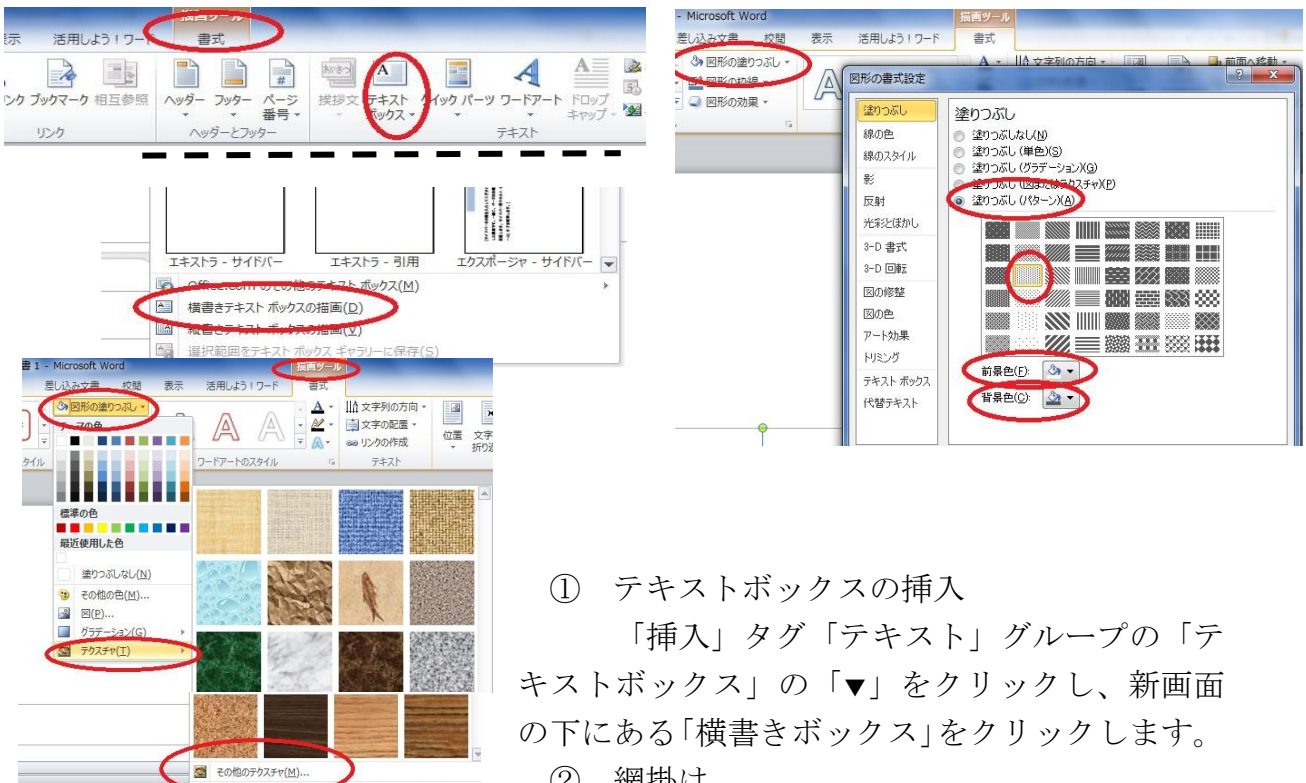 描画ツール
示 活用しよう！ワー 書式
ンク ブックマーク 相互参照 ヘッダー フッター ページ番号 挨拶文 テキストボックス クイック パーツ ワードアート ドロップキャップ
リンク ヘッダーとフッター テキスト
エキストラ - サイドバー エキストラ - 引用 エクスポージャ - サイドバー
Office.com のその他のテキスト ボックス(M)
横書きテキスト ボックスの描画(D)
縦書きテキスト ボックスの描画(V)
選択範囲をテキスト ボックス ギャラリーに保存(S)
書 1 - Microsoft Word 描画ツール
差し込み文書 校閲 表示 活用しよう！ワード 書式
図形の塗りつぶし
文字列の方向
文字の配置
リンクの作成
位置 文字
折り返
タイル ワードアートのスタイル テキスト
テーマの色
標準の色
最近使用した色
塗りつぶしなし(N)
その他の色(M)...
図(P)...
グラデーション(G)
テクスチャ(T)
その他のテクスチャ(M)...
- Microsoft Word 描画ツール
差し込み文書 校閲 表示 活用しよう！ワード 書式
図形の塗りつぶし
図形の枠線
図形の効果
文字列の方向
前面へ移動
図形の書式設定
塗りつぶし
線の色
線のスタイル
影
反射
光彩とぼかし
3-D 書式
3-D 回転
図の修整
図の色
アート効果
トリミング
テキスト ボックス
代替テキスト
塗りつぶし
塗りつぶしなし(N)
塗りつぶし (単色)(S)
塗りつぶし (グラデーション)(G)
塗りつぶし (図またはテクスチャ)(P)
塗りつぶし (パターン)(A)
前景色(F):
背景色(C):
① テキストボックスの挿入
「挿入」タグ「テキスト」グループの「テ
キストボックス」の「▼」をクリックし、新画面
の下にある「横書きボックス」をクリックします。
② 網掛け